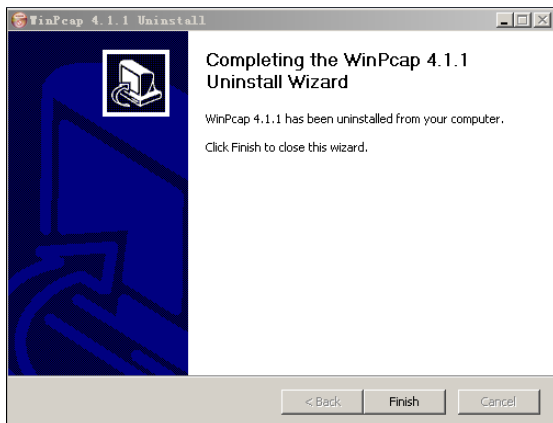 WinPcap 4.1.1 Uninstall
Completing the WinPcap 4.1.1
Uninstall Wizard
WinPcap 4.1.1 has been uninstalled from your computer.
Click Finish to close this wizard.
< Back
Finish
Cancel